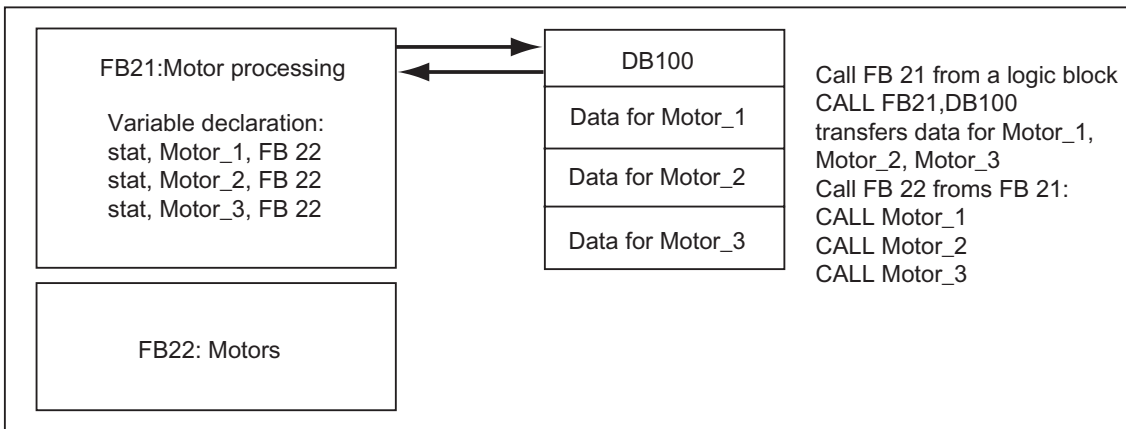 FB21:Motor processing
Variable declaration:
stat, Motor_1, FB 22
stat, Motor_2, FB 22
stat, Motor_3, FB 22
FB22: Motors
DB100
Data for Motor_1
Data for Motor_2
Data for Motor_3
Call FB 21 from a logic block
CALL FB21,DB100
transfers data for Motor_1,
Motor_2, Motor_3
Call FB 22 froms FB 21:
CALL Motor_1
CALL Motor_2
CALL Motor_3